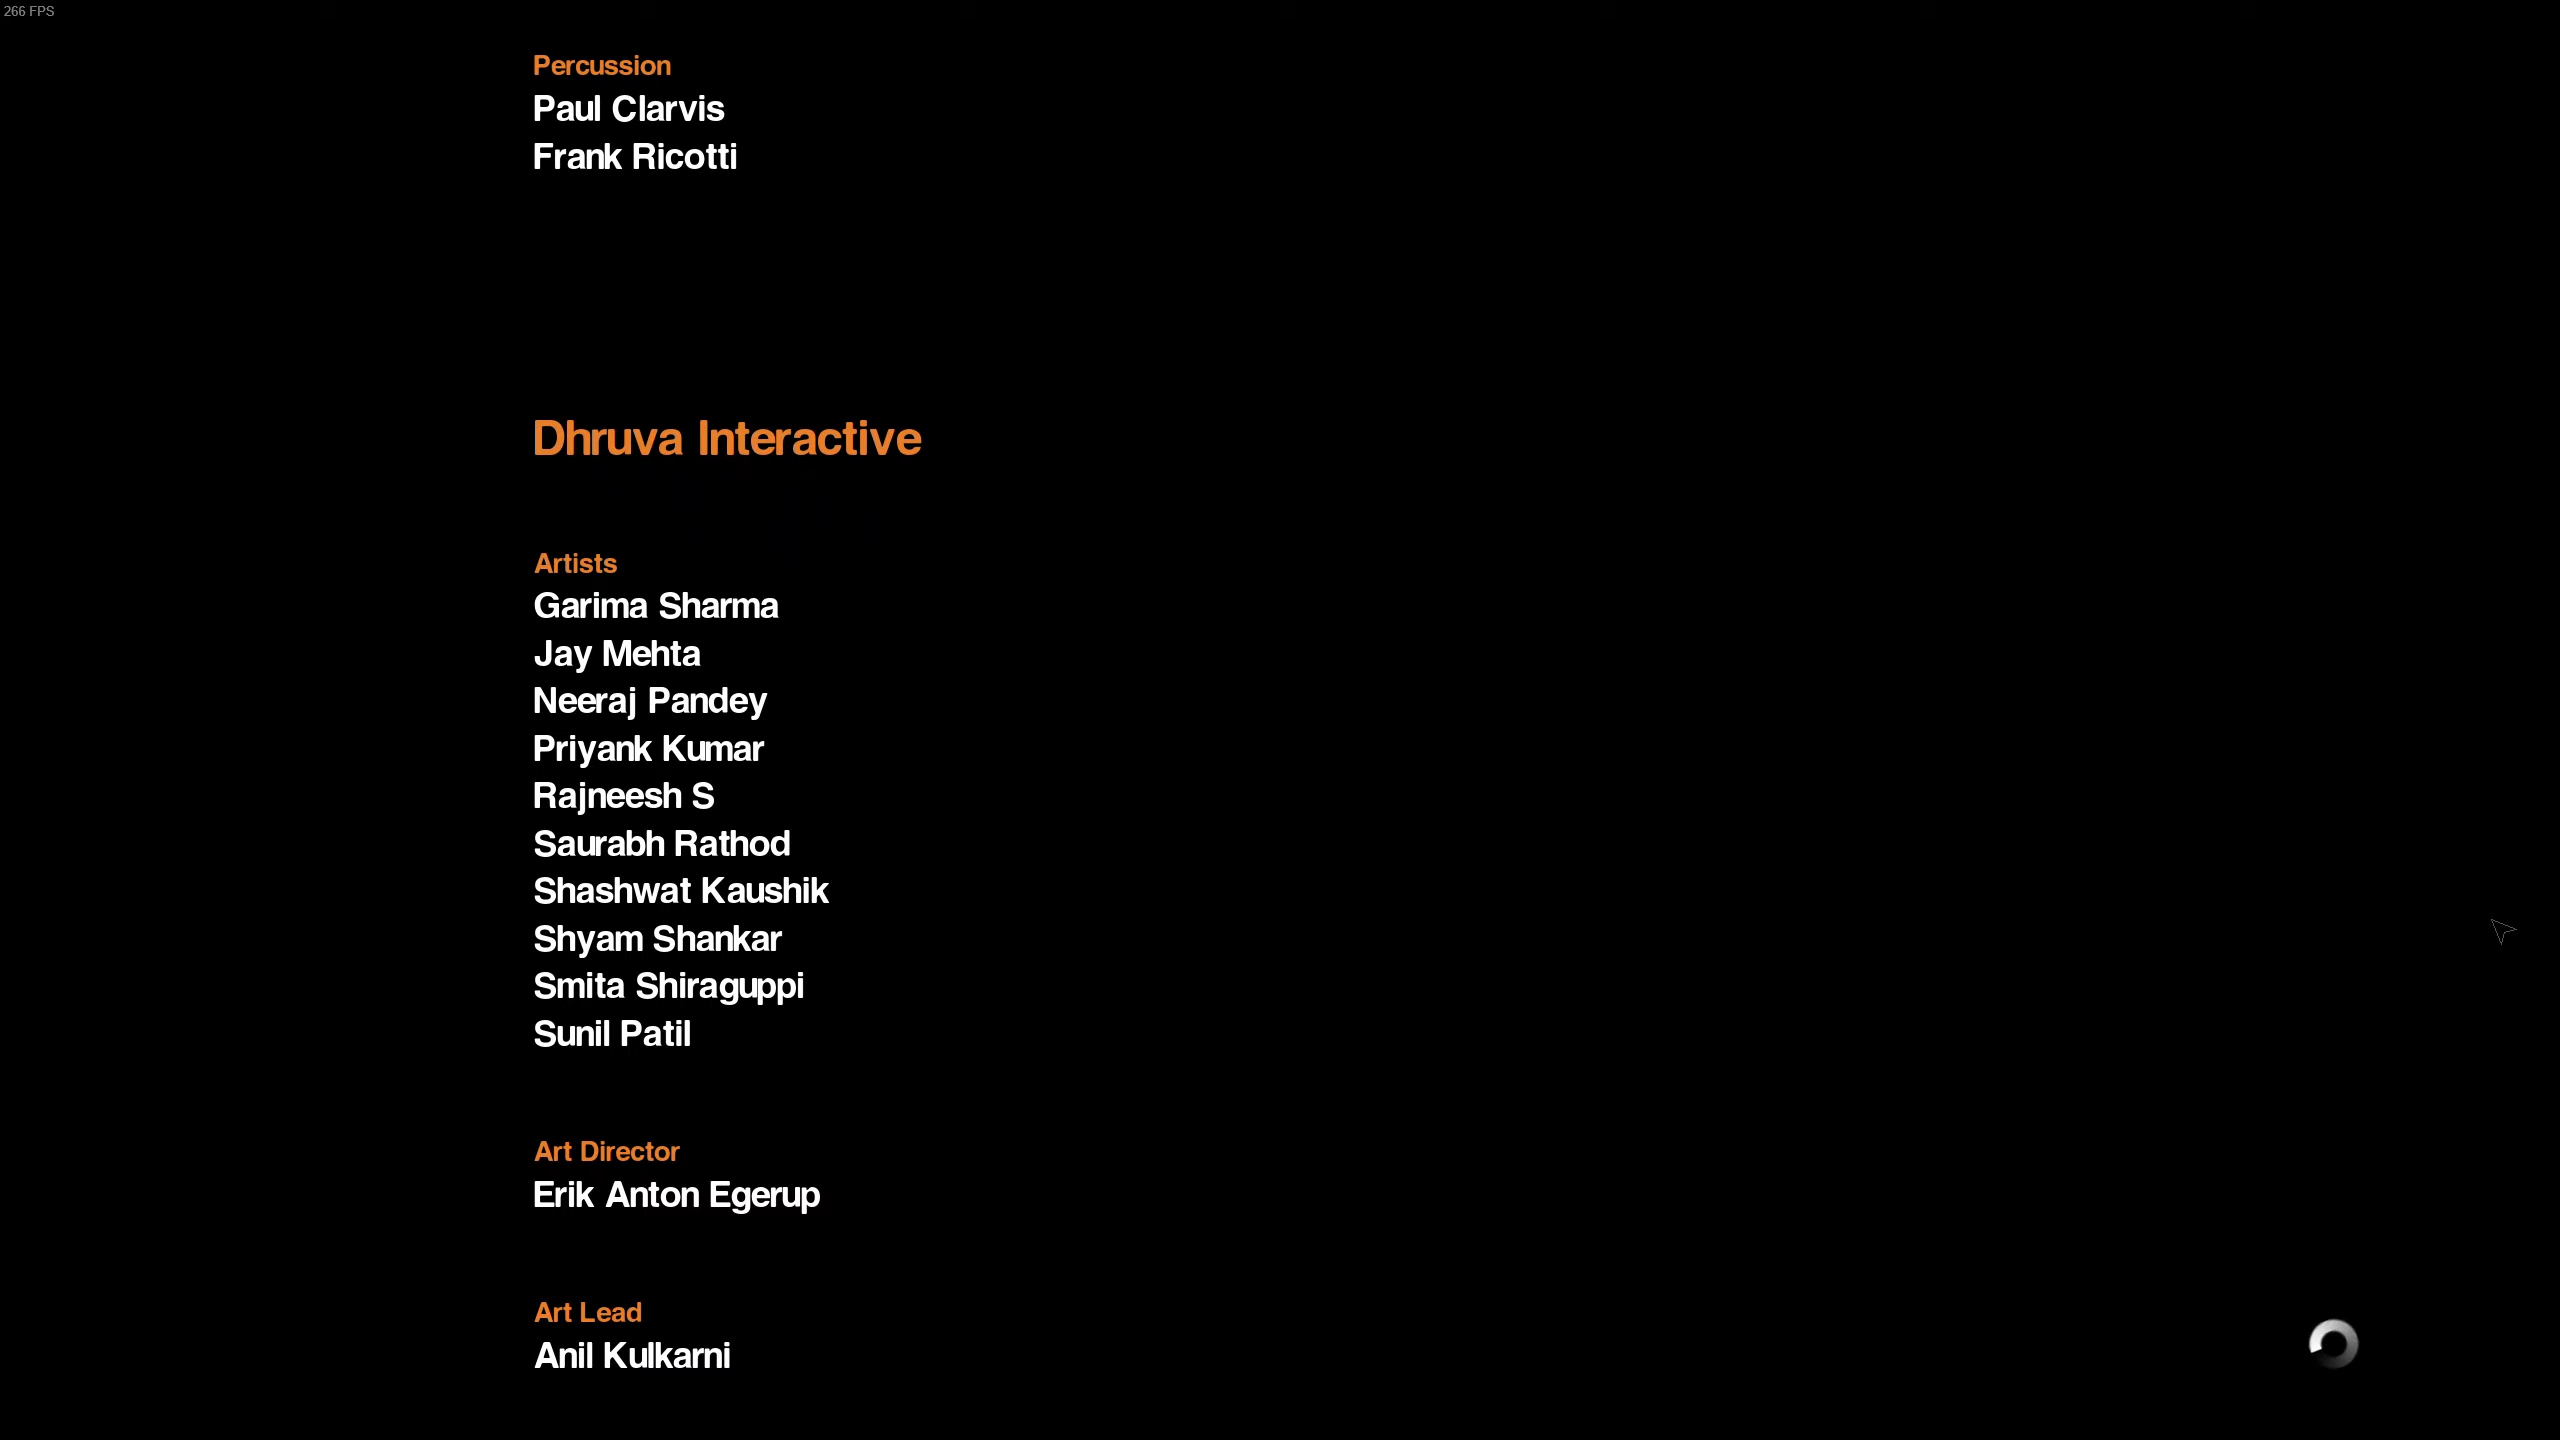 266 FPS
Percussion
Paul Clarvis
Frank Ricotti
Dhruva Interactive
Artists
Garima Sharma
Jay Mehta
Neeraj Pandey
Priyank Kumar
Rajneesh S
Saurabh Rathod
Shashwat Kaushik
Shyam Shankar
Smita Shiraguppi
Sunil Patil
Art Director
Erik Anton Egerup
Art Lead
Anil Kulkarni